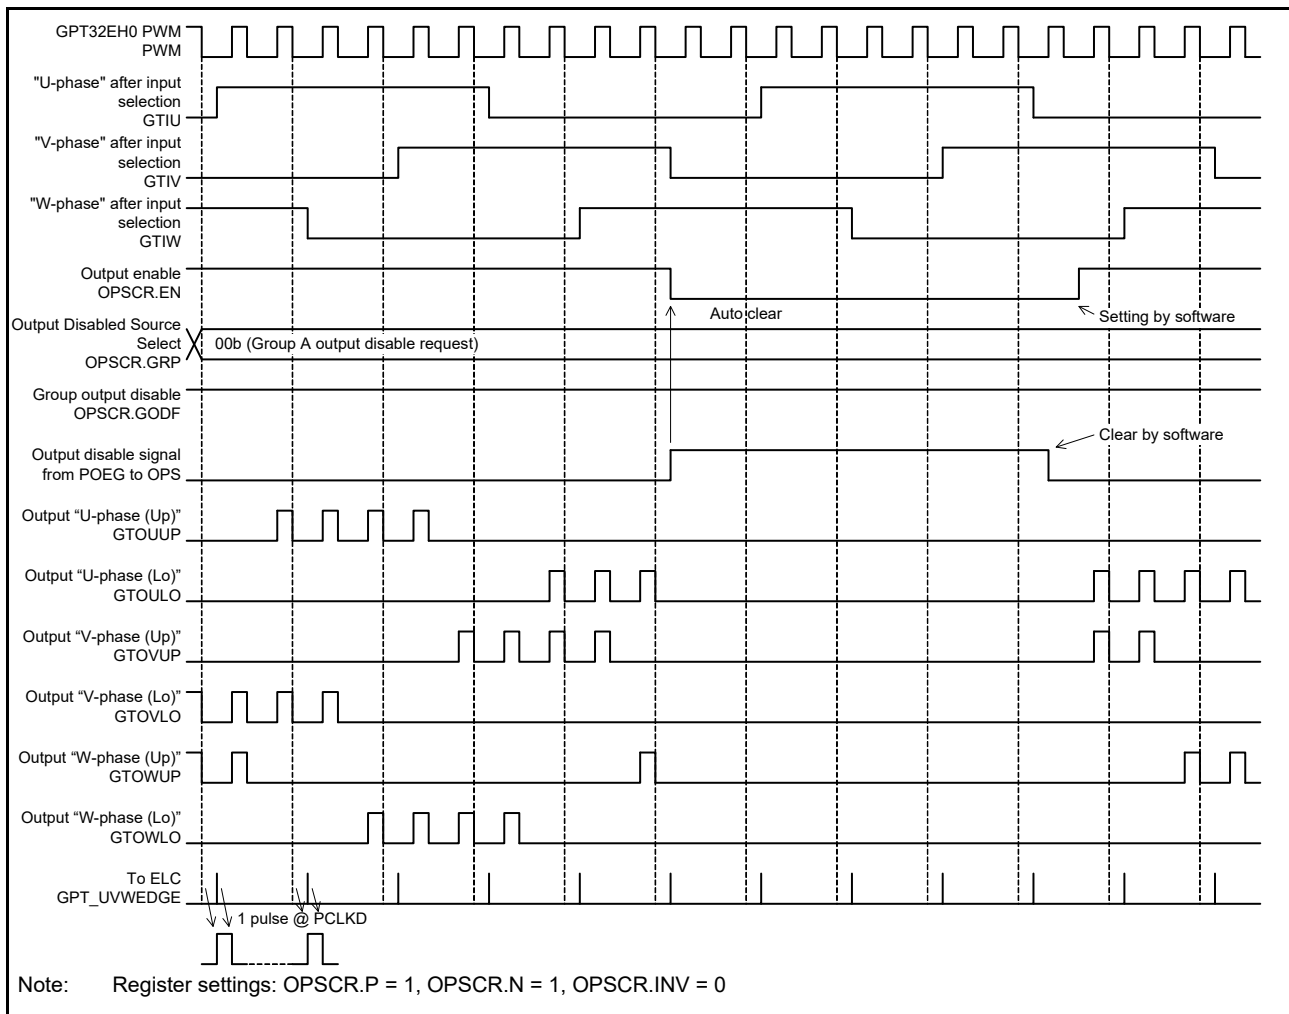 GPT32EH0 PWM
PWM
"U-phase" after input
selection
GTIU
"V-phase" after input
selection
GTIV
"W-phase" after input
selection
GTIW
Output enable
OPSCR.EN
Auto clear
Setting by software
Output Disabled Source
Select
OPSCR.GRP
00b (Group A output disable request)
Group output disable
OPSCR.GODF
Clear by software
Output disable signal
from POEG to OPS
Output “U-phase (Up)”
GTOUUP
Output “U-phase (Lo)”
GTOULO
Output “V-phase (Up)”
GTOVUP
Output “V-phase (Lo)”
GTOVLO
Output “W-phase (Up)”
GTOWUP
Output “W-phase (Lo)”
GTOWLO
To ELC
GPT_UVWEDGE
1 pulse @ PCLKD
Note: Register settings: OPSCR.P = 1, OPSCR.N = 1, OPSCR.INV = 0